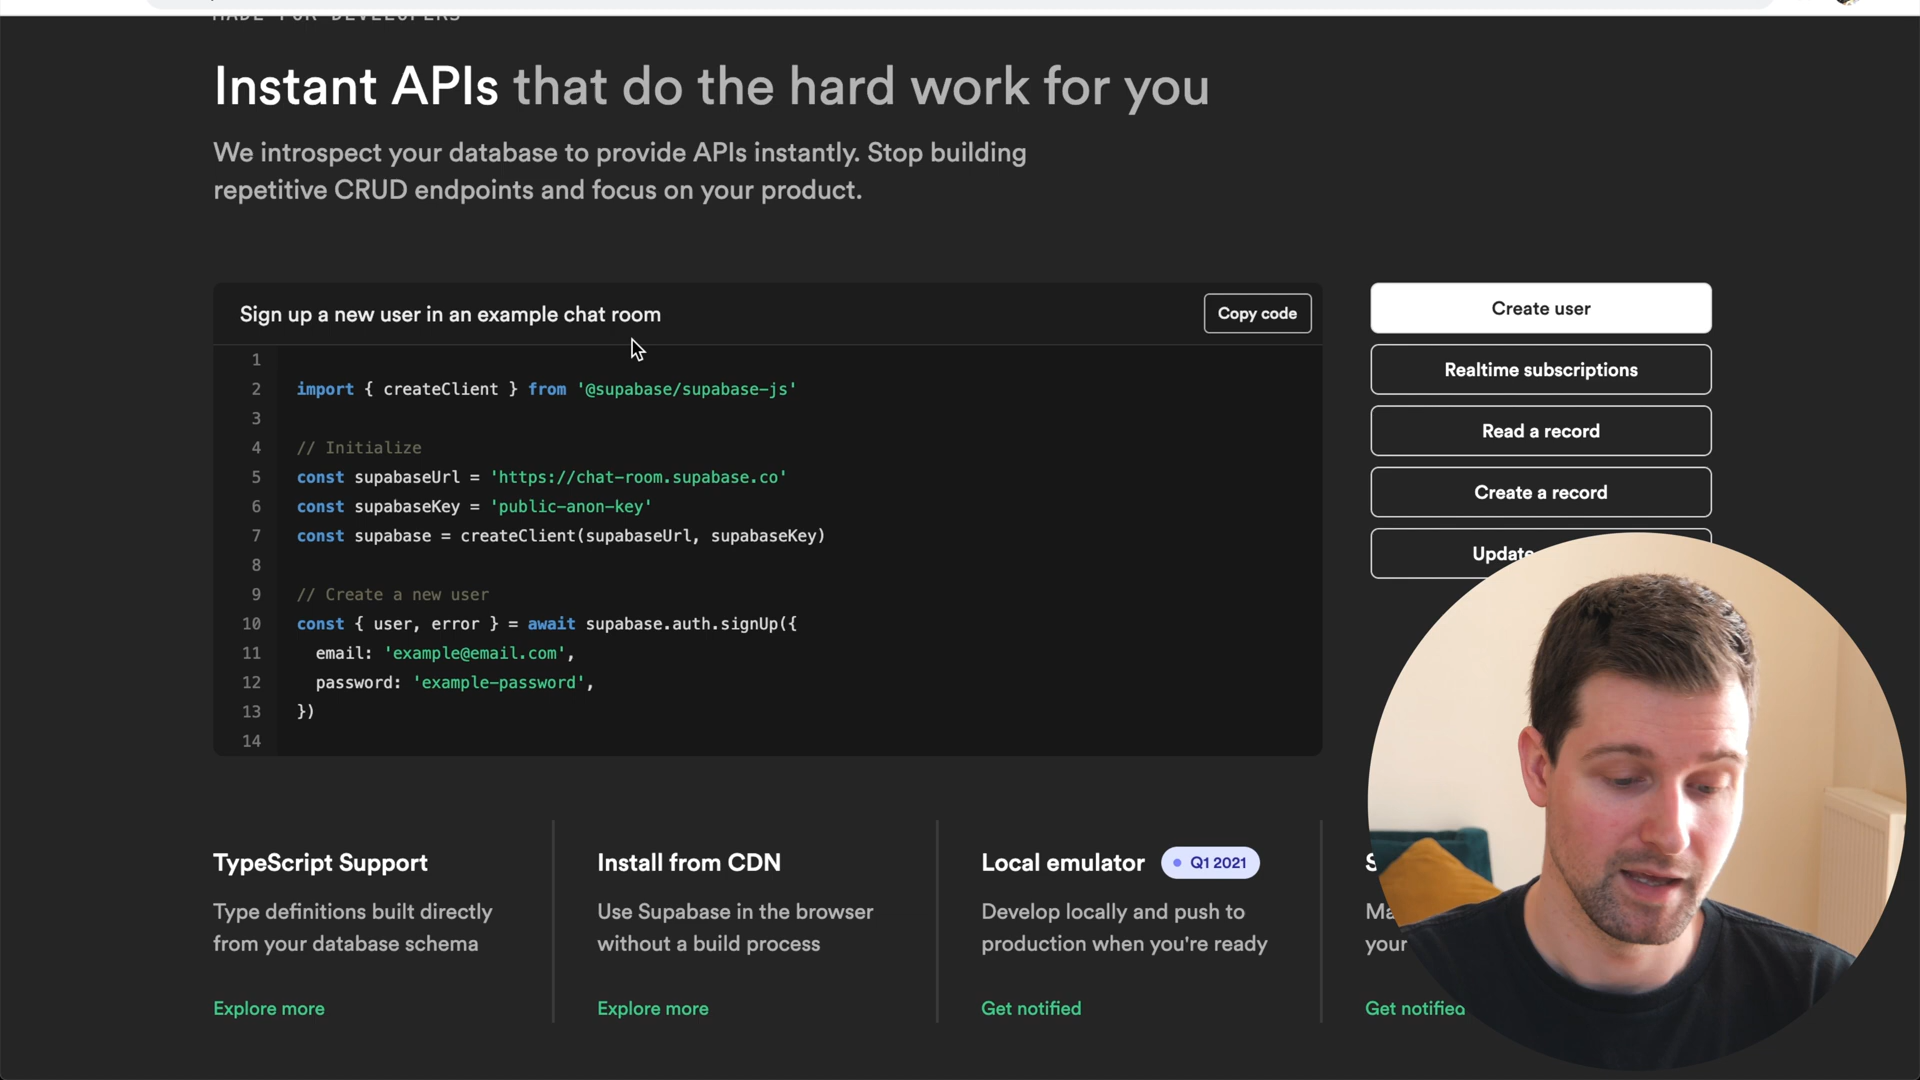 MADE FOR DEVELOPERS
Instant APIs that do the hard work for you
We introspect your database to provide APIs instantly. Stop building
repetitive CRUD endpoints and focus on your product.
Sign up a new user in an example chat room
Copy code
1
2 import { createClient } from '@supabase/supabase-js'
3
4 // Initialize
5 const supabaseUrl = 'https://chat-room.supabase.co'
6 const supabaseKey = 'public-anon-key'
7 const supabase = createClient(supabaseUrl, supabaseKey)
8
9 // Create a new user
10 const { user, error } = await supabase.auth.signUp({
11 email: 'example@email.com',
12 password: 'example-password',
13 })
14
Create user
Realtime subscriptions
Read a record
Create a record
Update
TypeScript Support
Type definitions built directly
from your database schema
Explore more
Install from CDN
Use Supabase in the browser
without a build process
Explore more
Local emulator
Q1 2021
Develop locally and push to
production when you're ready
Get notified
your
Get notified